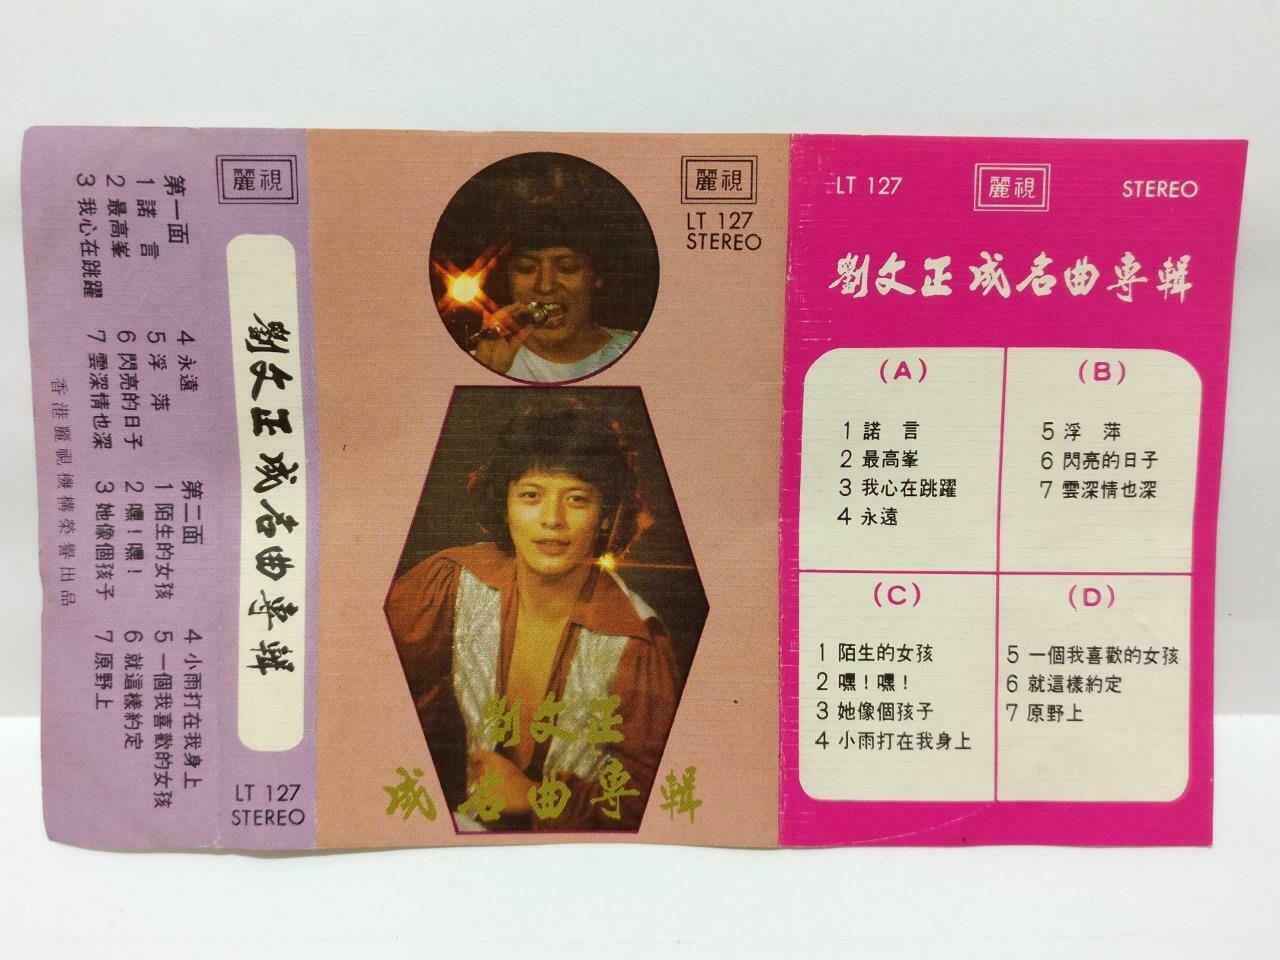 麗視
第一面
1 諾言
2 最高峯
3 我心在跳躍
4 永遠
5 浮萍
6 閃亮的日子
7 雲深情也深
第二面
1 陌生的女孩
2 嘿！嘿！
3 她像個孩子
4 小雨打在我身上
5 一個我喜歡的女孩
6 就這樣約定
7 原野上
香港麗視機構榮譽出品
劉文正成名曲專輯
LT 127
STEREO
麗視
LT 127
STEREO
劉文正
成名曲專輯
LT 127 麗視 STEREO
劉文正成名曲專輯
(A)
1 諾言
2 最高峯
3 我心在跳躍
4 永遠
(B)
5 浮萍
6 閃亮的日子
7 雲深情也深
(C)
1 陌生的女孩
2 嘿！嘿！
3 她像個孩子
4 小雨打在我身上
(D)
5 一個我喜歡的女孩
6 就這樣約定
7 原野上